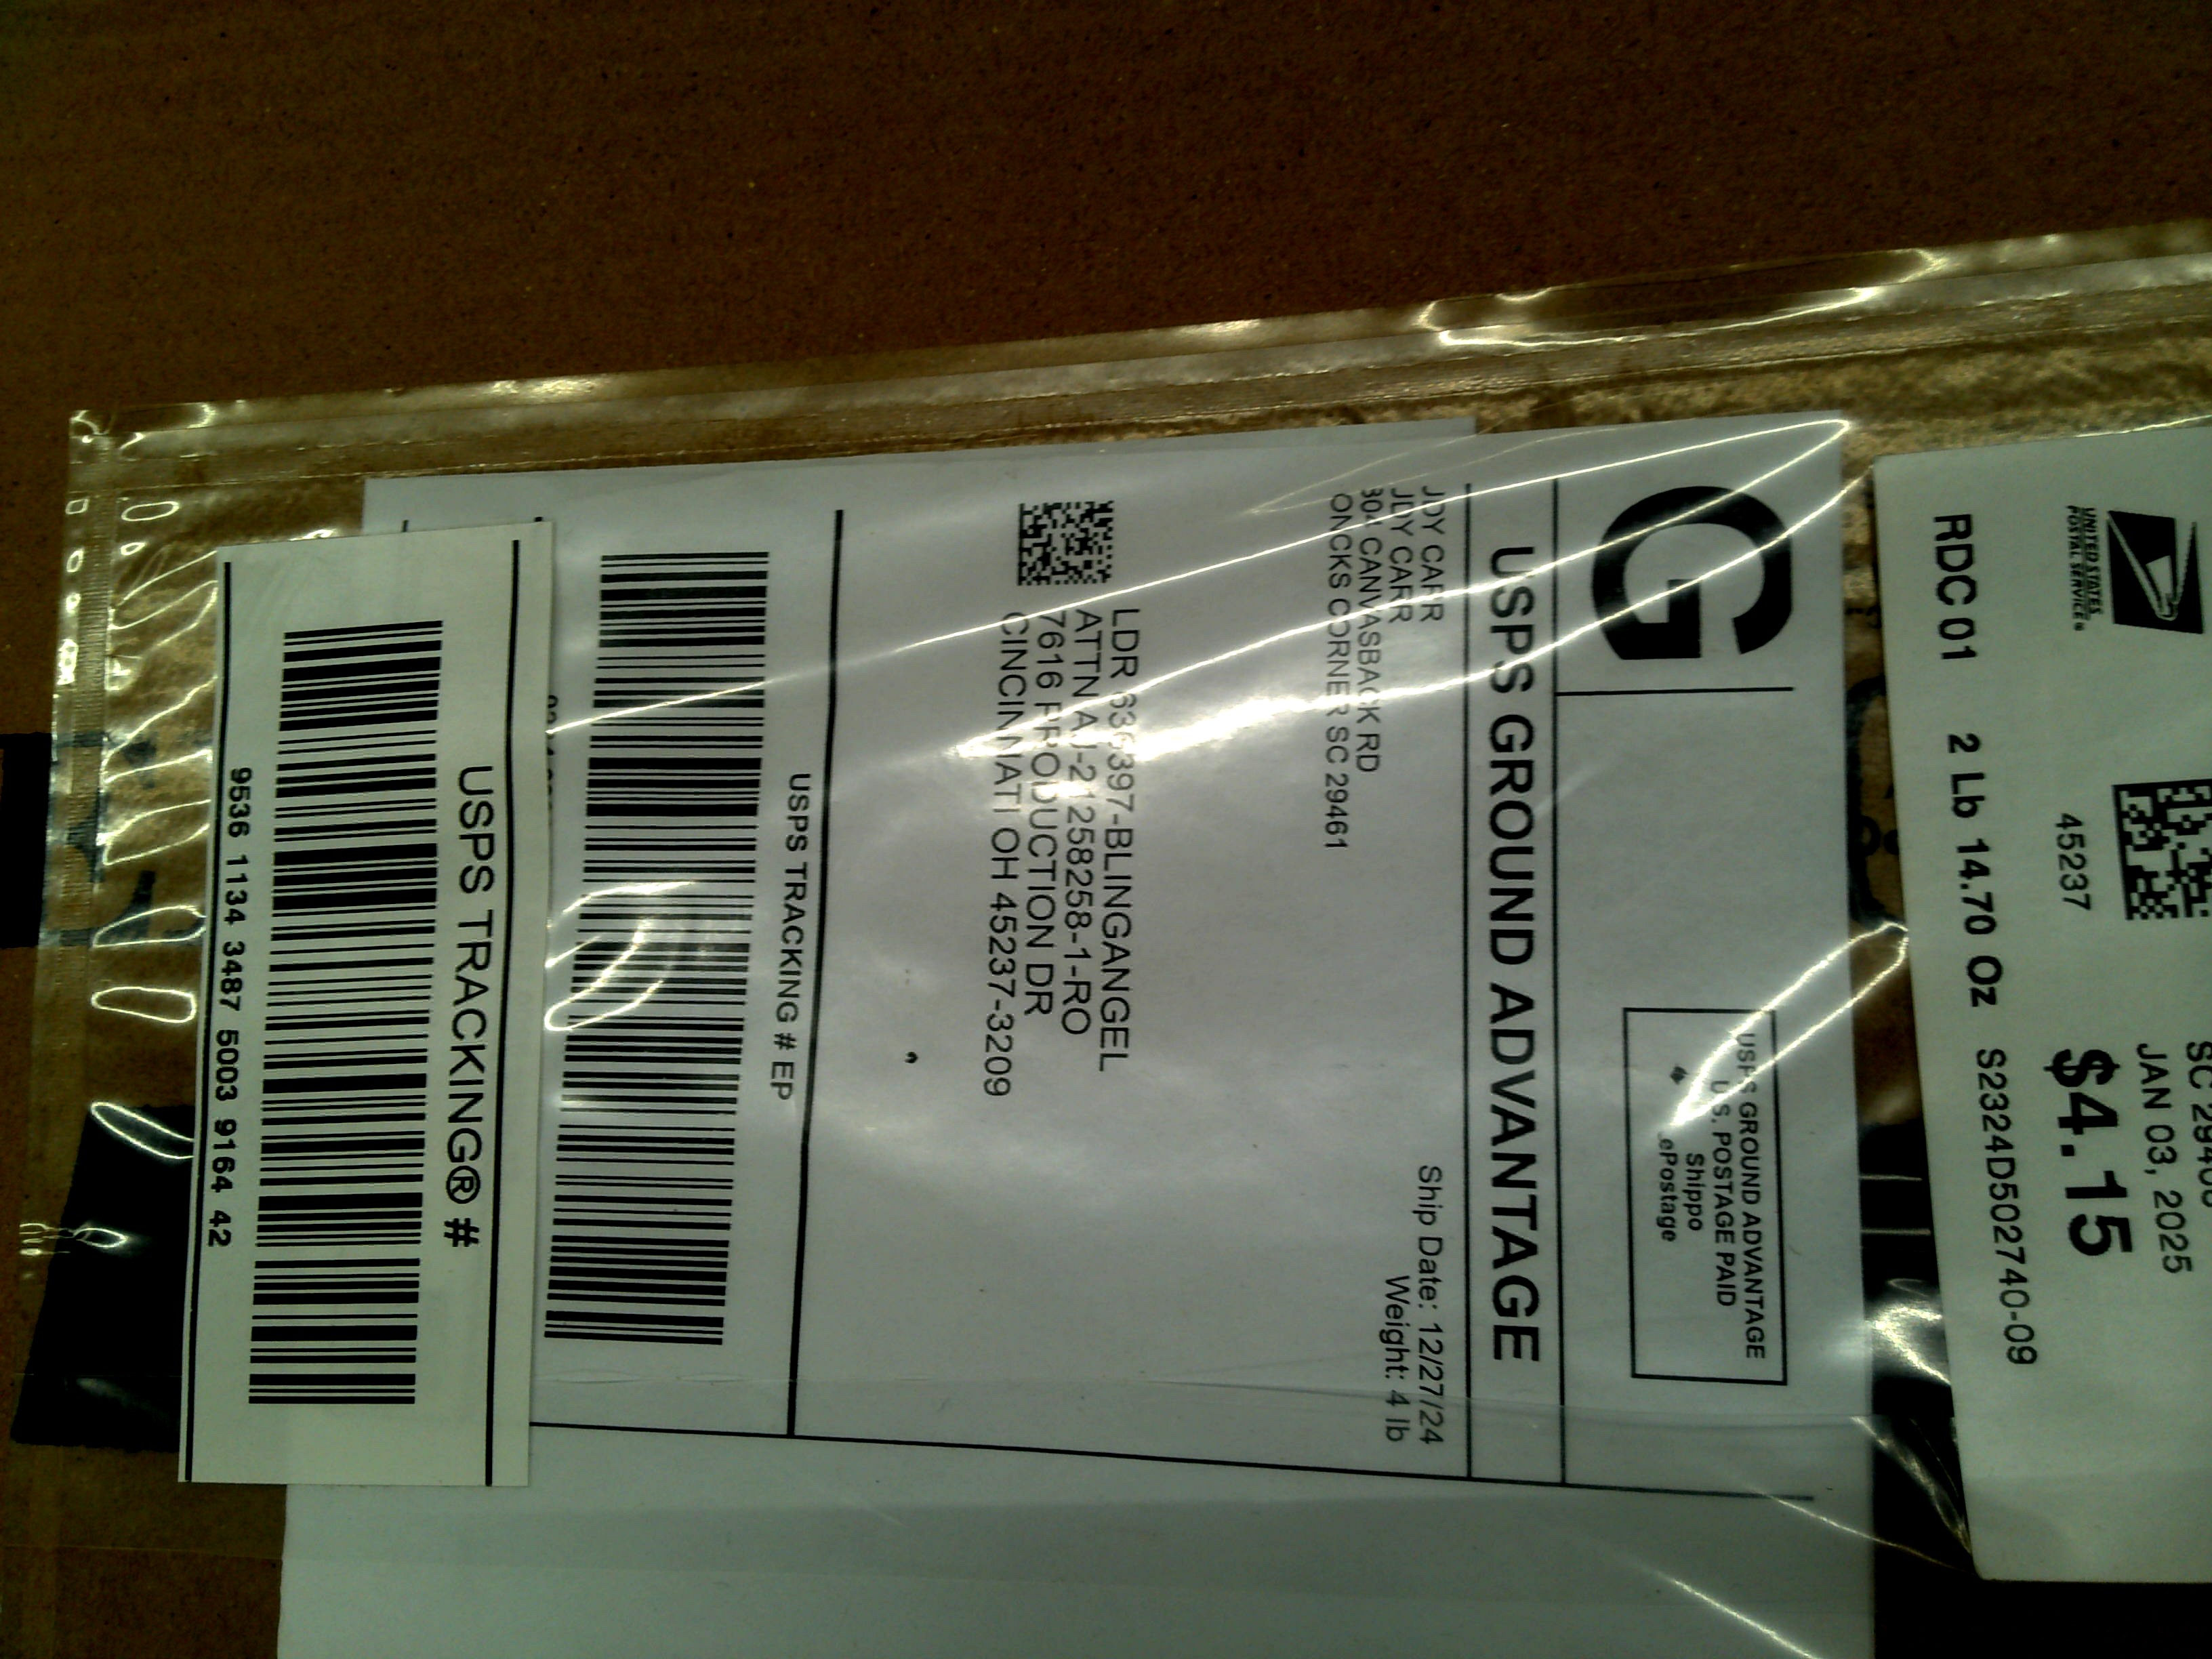 UNITED STATES
POSTAL SERVICE®
45237
JAN 03, 2025
$4.15
RDC 01 2 Lb 14.70 Oz S2324D502740-09
G
USPS GROUND ADVANTAGE
U.S. POSTAGE PAID
Shippo
ePostage
USPS GROUND ADVANTAGE
JDY CARR
JDY CARR
CANVASBACK RD
CORNER SC 29461
Ship Date: 12/27/24
Weight: 4 lb
LDR
ATTN
7616 PRODUCTION DR
CINCINNATI OH 45237-3209
USPS TRACKING # EP
USPS TRACKING® #
9536 1134 3487 5003 9164 42